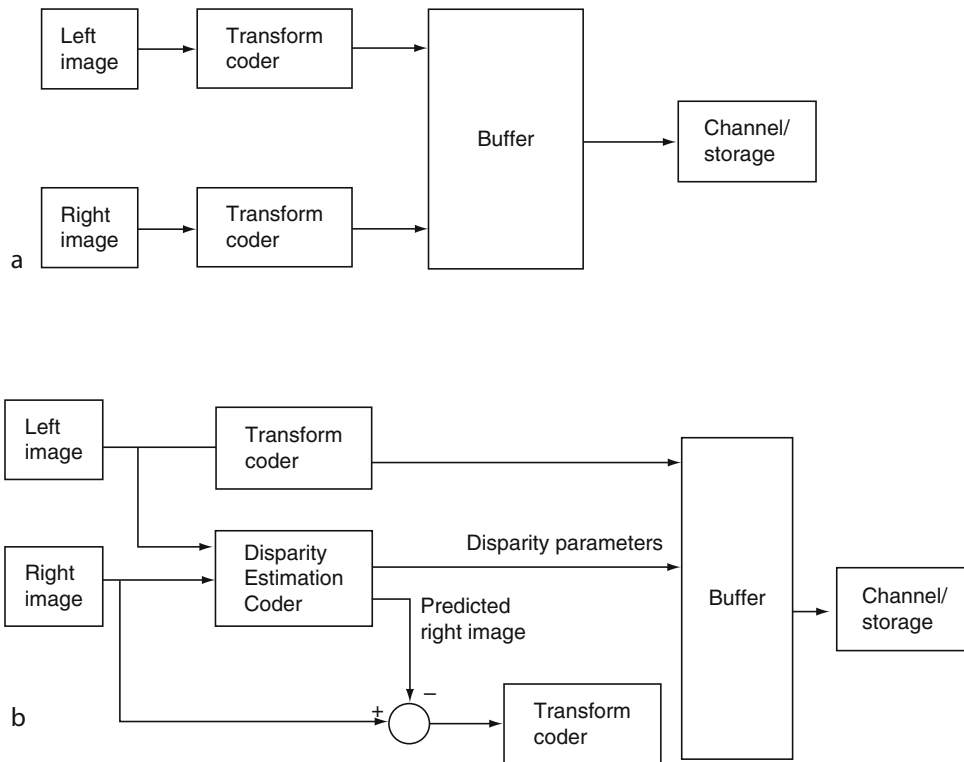 Left
image
Transform
coder
Buffer
Channel/
storage
Right
image
Transform
coder
a
Left
image
Transform
coder
Right
image
Disparity
Estimation
Coder
Disparity parameters
Predicted
right image
Buffer
Channel/
storage
+
−
Transform
coder
b